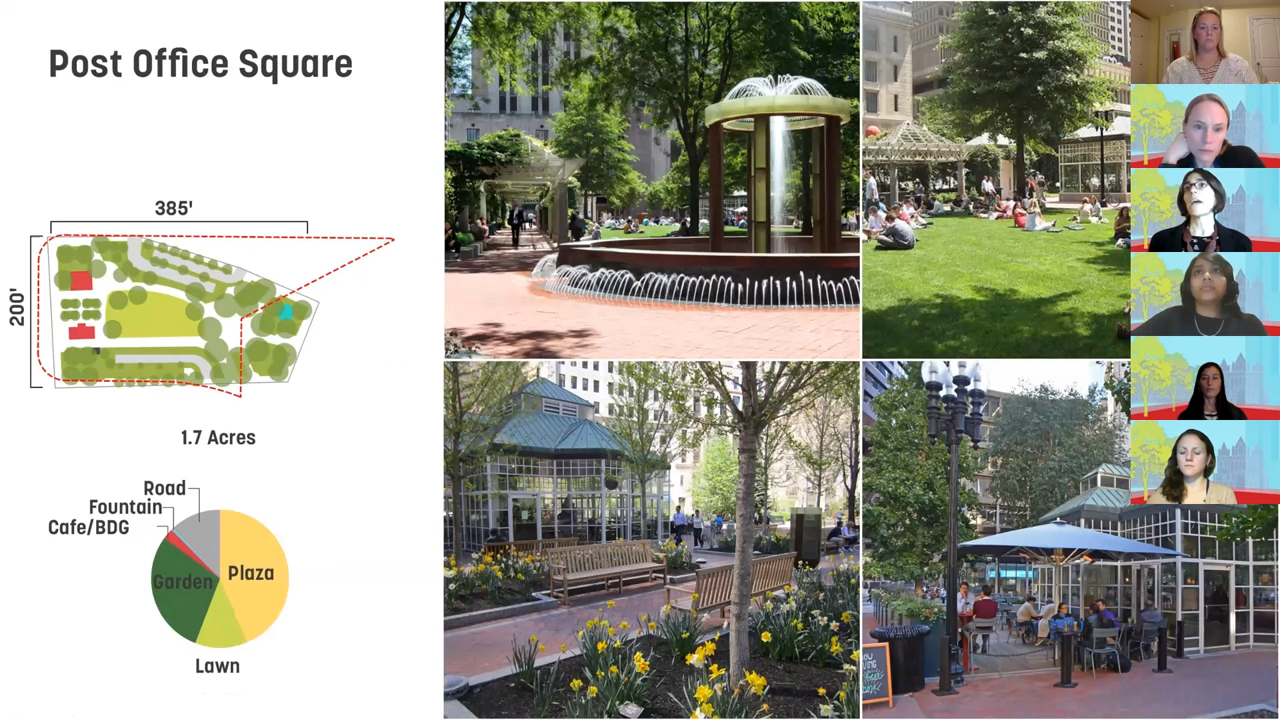 Post Office Square
385'
200'
1.7 Acres
Road
Fountain
Cafe/BDG
Garden
Plaza
Lawn